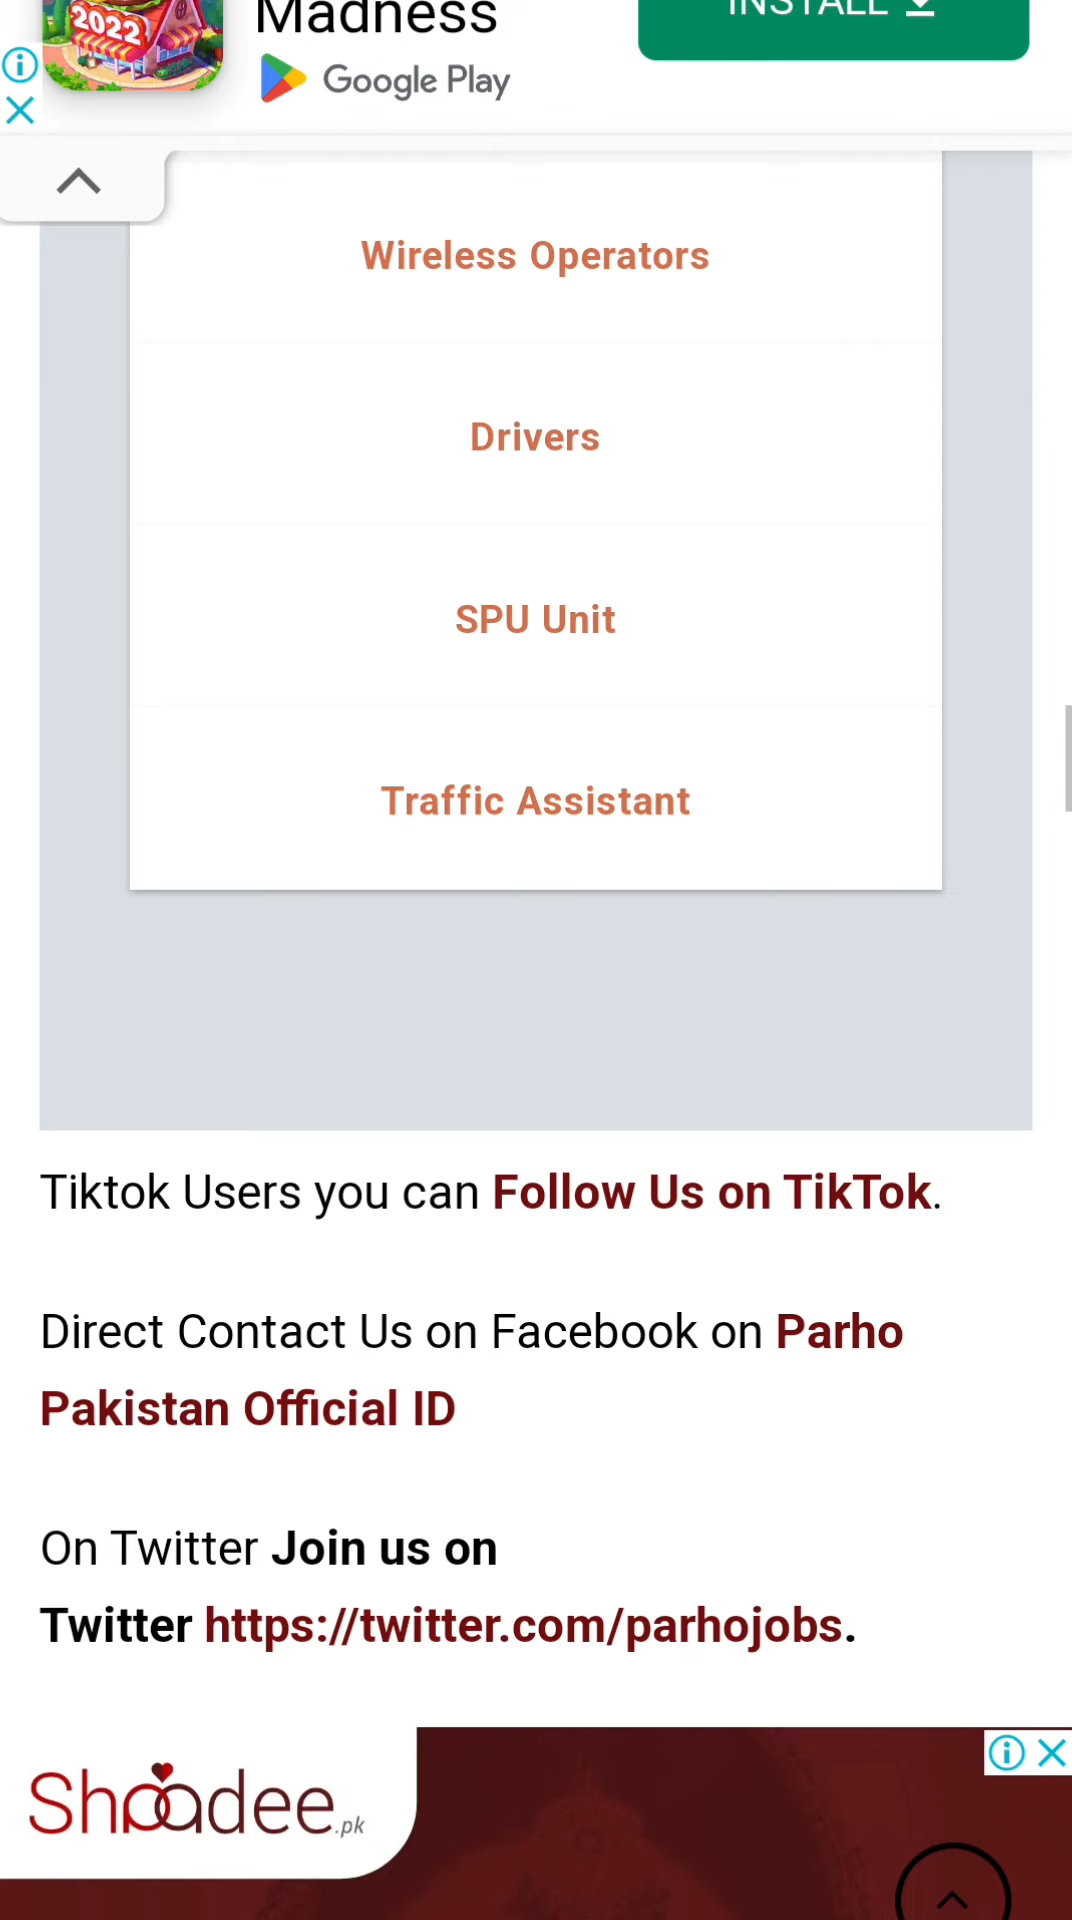 2022
Madness
INSTALL
Google Play
Wireless Operators
Drivers
SPU Unit
Traffic Assistant
Tiktok Users you can Follow Us on TikTok.
Direct Contact Us on Facebook on Parho
Pakistan Official ID
On Twitter Join us on
Twitter https://twitter.com/parhojobs.
Shaadee.pk